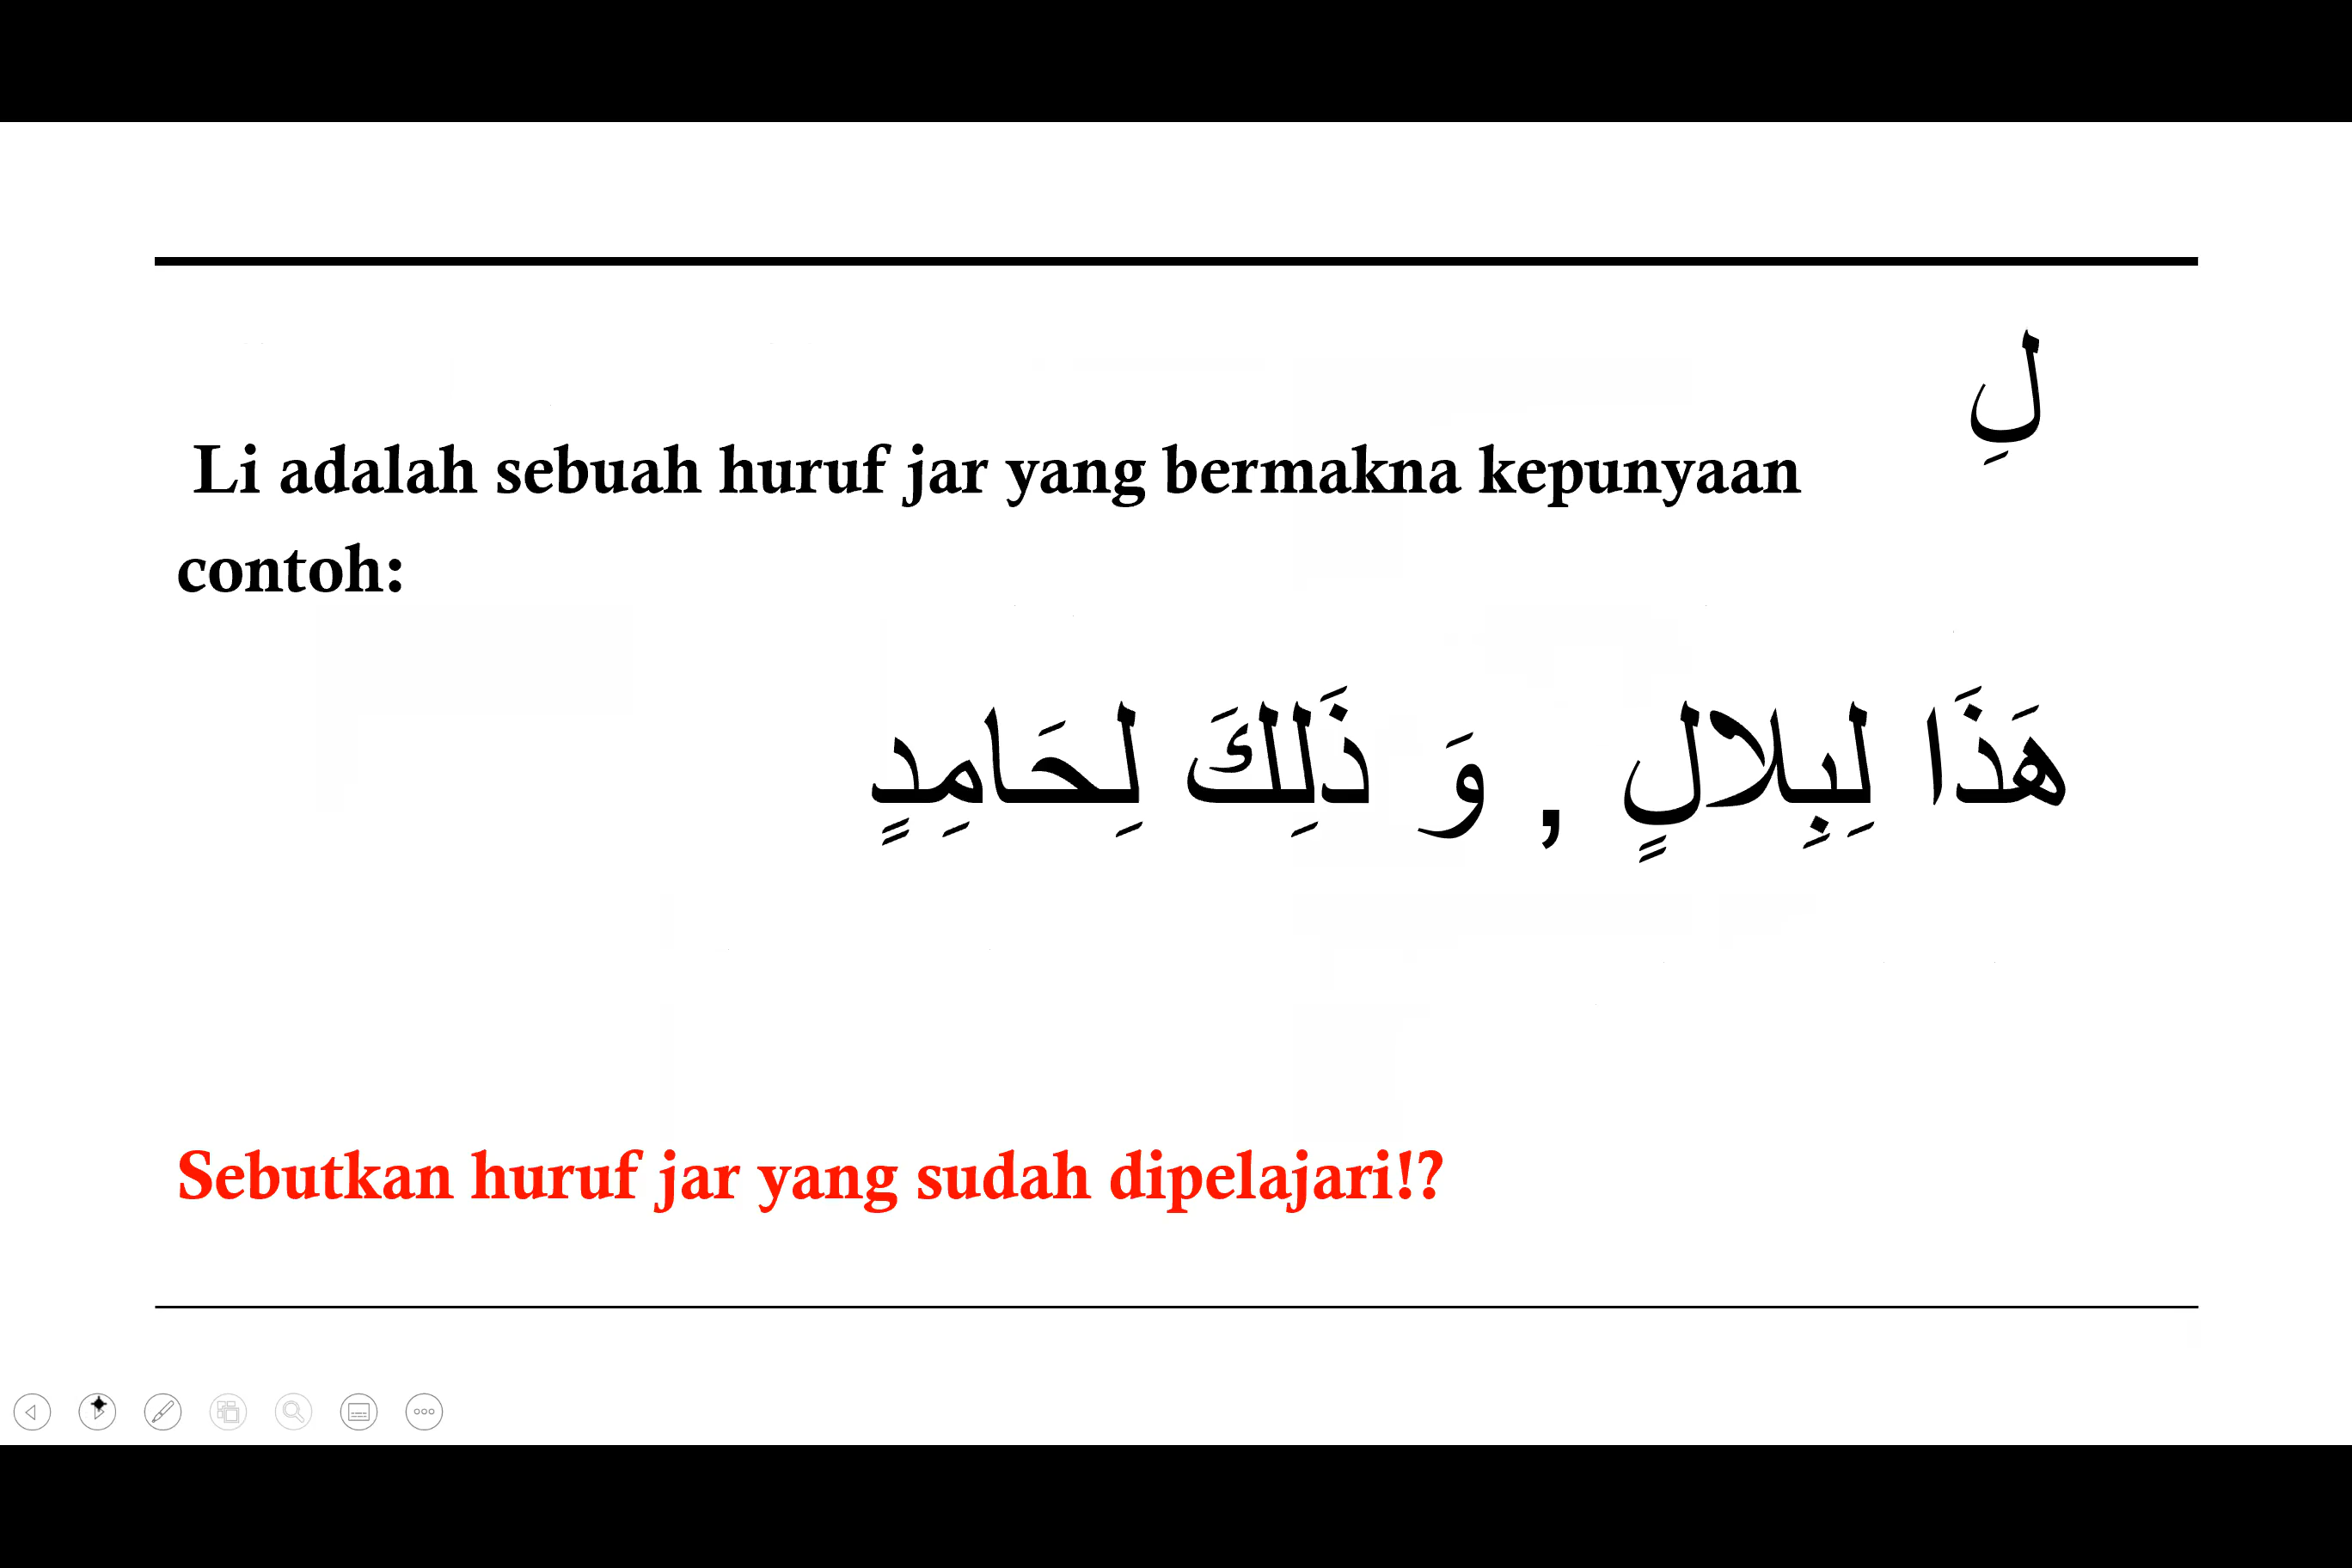 لِ
Li adalah sebuah huruf jar yang bermakna kepunyaan
contoh:
هَذَا لِبِلالٍ , وَ ذَلِكَ لِحَامِدٍ
Sebutkan huruf jar yang sudah dipelajari!?